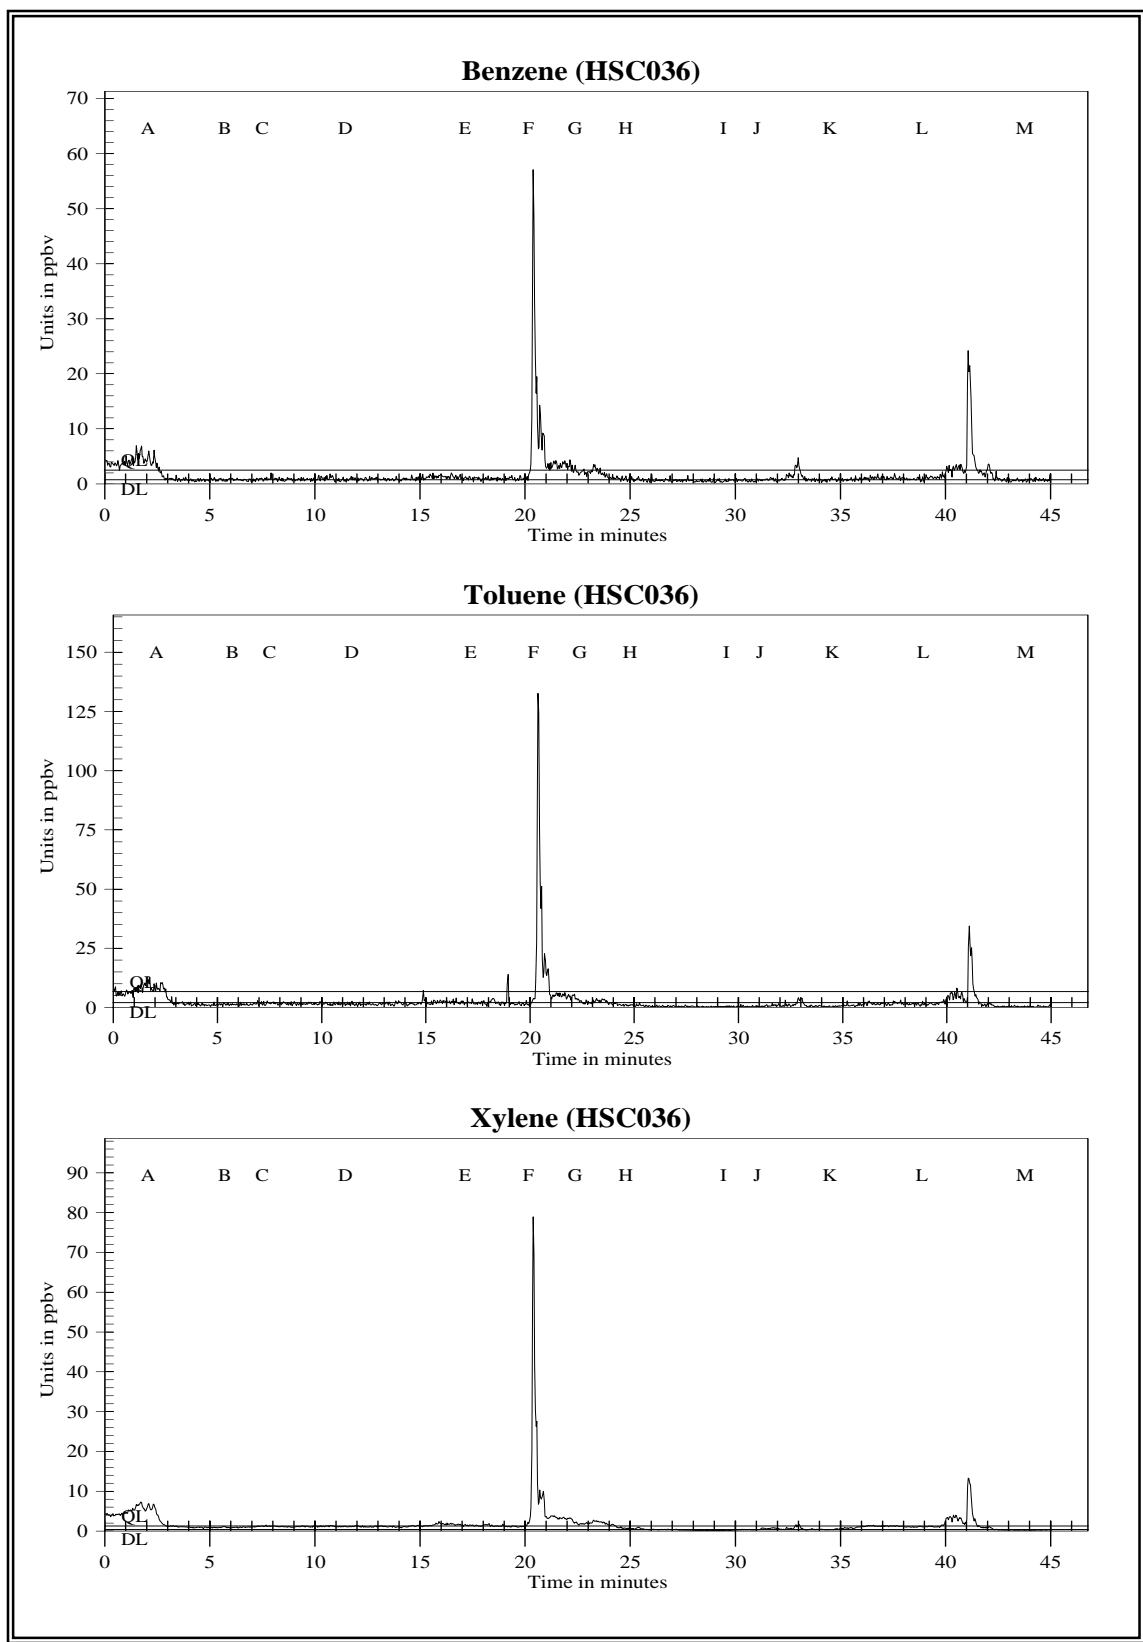 Benzene (HSC036)
70
A B C D E F G H I J K L M
60
50
40
Units in ppbv
30
20
10
QL
0
DL
0 5 10 15 20 25 30 35 40 45
Time in minutes
Toluene (HSC036)
150
A B C D E F G H I J K L M
125
100
Units in ppbv
75
50
25
QL
0
DL
0 5 10 15 20 25 30 35 40 45
Time in minutes
Xylene (HSC036)
90
A B C D E F G H I J K L M
80
70
60
50
Units in ppbv
40
30
20
10
QL
0
DL
0 5 10 15 20 25 30 35 40 45
Time in minutes